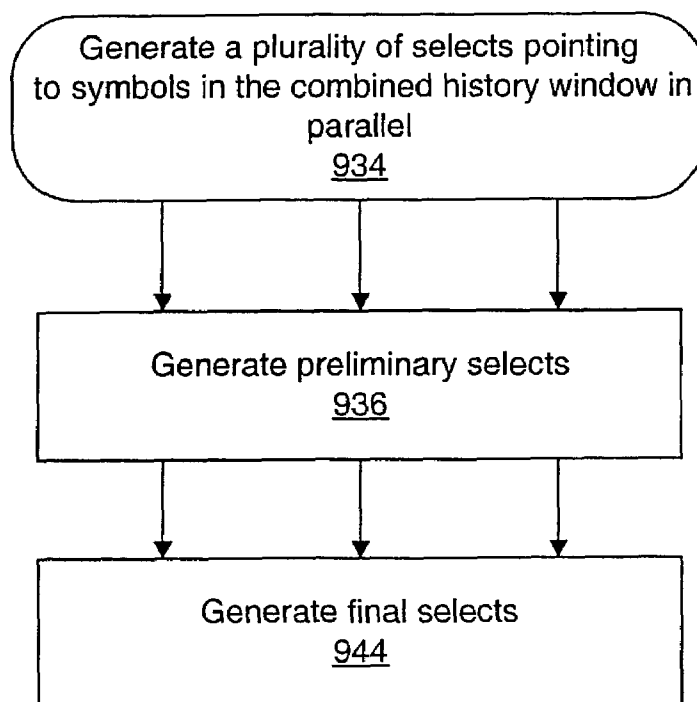 Generate a plurality of selects pointing
to symbols in the combined history window in
parallel
934
Generate preliminary selects
936
Generate final selects
944